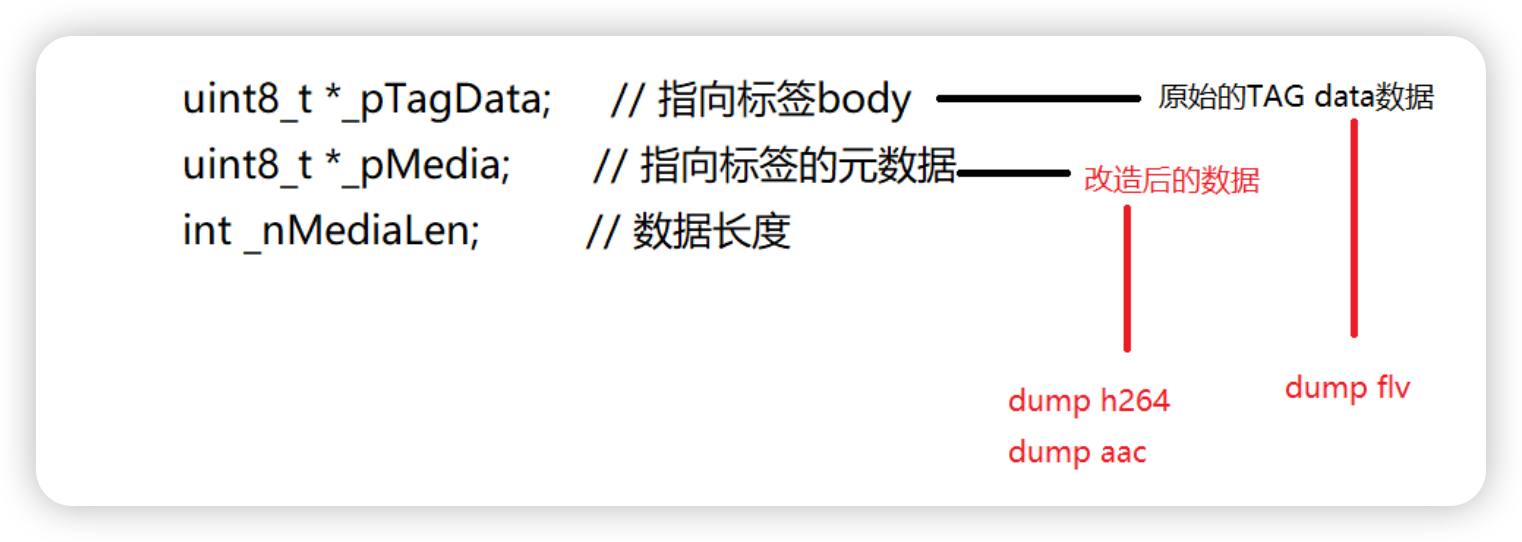 uint8_t *_pTagData; // 指向标签body 原始的TAG data数据
uint8_t *_pMedia; // 指向标签的元数据 改造后的数据
int _nMediaLen; // 数据长度
dump h264 dump flv
dump aac